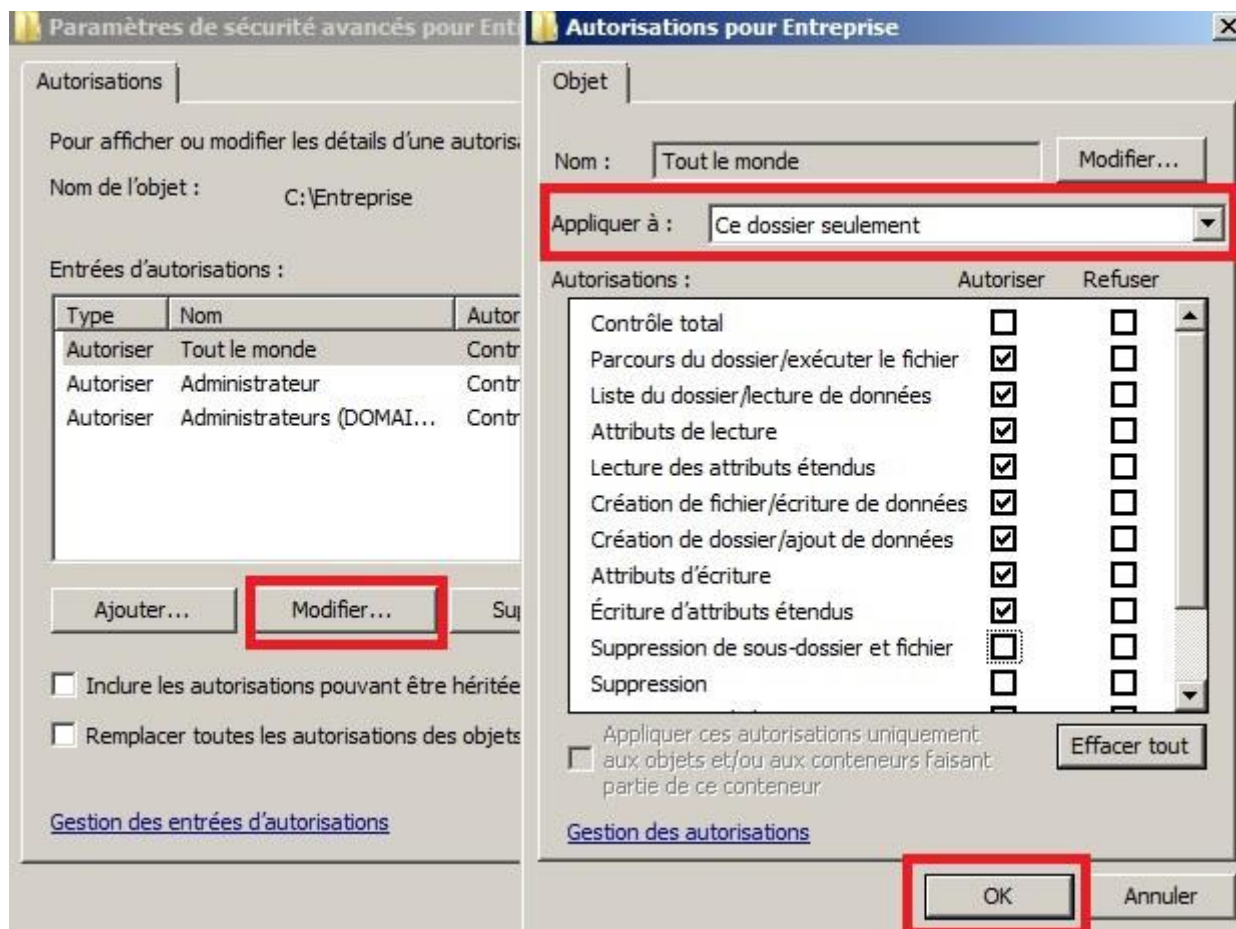 Paramètres de sécurité avancés pour Ent
Autorisations
Pour afficher ou modifier les détails d'une autoris
Nom de l'objet : C:\Entreprise
Entrées d'autorisations :
Type Nom Autor
Autoriser Tout le monde Contr
Autoriser Administrateur Contr
Autoriser Administrateurs (DOMAI... Contr
Ajouter... Modifier... Sup
Inclure les autorisations pouvant être héritée
Remplacer toutes les autorisations des objets
Gestion des entrées d'autorisations
Autorisations pour Entreprise
Objet
Nom : Tout le monde Modifier...
Appliquer à : Ce dossier seulement
Autorisations : Autoriser Refuser
Contrôle total
Parcours du dossier/exécuter le fichier
Liste du dossier/lecture de données
Attributs de lecture
Lecture des attributs étendus
Création de fichier/écriture de données
Création de dossier/ajout de données
Attributs d'écriture
Écriture d'attributs étendus
Suppression de sous-dossier et fichier
Suppression
Appliquer ces autorisations uniquement
aux objets et/ou aux conteneurs faisant
partie de ce conteneur
Effacer tout
Gestion des autorisations
OK Annuler